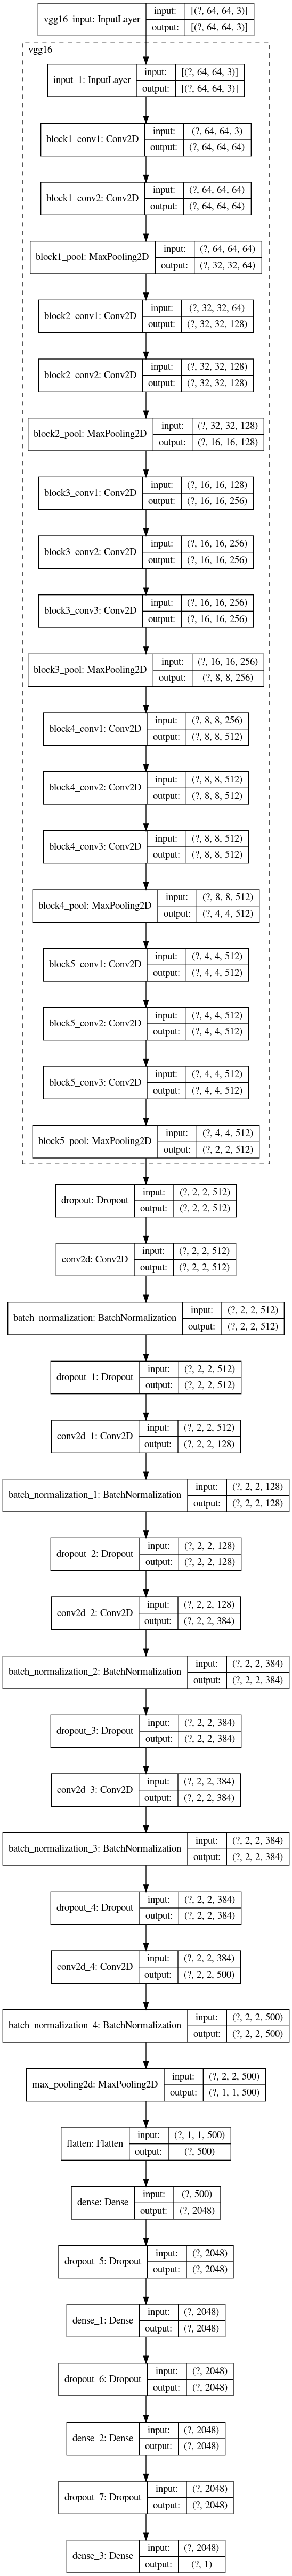 vgg16_input: InputLayer
input: [(?, 64, 64, 3)]
output: [(?, 64, 64, 3)]
vgg16
input_1: InputLayer
input: [(?, 64, 64, 3)]
output: [(?, 64, 64, 3)]
block1_conv1: Conv2D
input: (?, 64, 64, 3)
output: (?, 64, 64, 64)
block1_conv2: Conv2D
input: (?, 64, 64, 64)
output: (?, 64, 64, 64)
block1_pool: MaxPooling2D
input: (?, 64, 64, 64)
output: (?, 32, 32, 64)
block2_conv1: Conv2D
input: (?, 32, 32, 64)
output: (?, 32, 32, 128)
block2_conv2: Conv2D
input: (?, 32, 32, 128)
output: (?, 32, 32, 128)
block2_pool: MaxPooling2D
input: (?, 32, 32, 128)
output: (?, 16, 16, 128)
block3_conv1: Conv2D
input: (?, 16, 16, 128)
output: (?, 16, 16, 256)
block3_conv2: Conv2D
input: (?, 16, 16, 256)
output: (?, 16, 16, 256)
block3_conv3: Conv2D
input: (?, 16, 16, 256)
output: (?, 16, 16, 256)
block3_pool: MaxPooling2D
input: (?, 16, 16, 256)
output: (?, 8, 8, 256)
block4_conv1: Conv2D
input: (?, 8, 8, 256)
output: (?, 8, 8, 512)
block4_conv2: Conv2D
input: (?, 8, 8, 512)
output: (?, 8, 8, 512)
block4_conv3: Conv2D
input: (?, 8, 8, 512)
output: (?, 8, 8, 512)
block4_pool: MaxPooling2D
input: (?, 8, 8, 512)
output: (?, 4, 4, 512)
block5_conv1: Conv2D
input: (?, 4, 4, 512)
output: (?, 4, 4, 512)
block5_conv2: Conv2D
input: (?, 4, 4, 512)
output: (?, 4, 4, 512)
block5_conv3: Conv2D
input: (?, 4, 4, 512)
output: (?, 4, 4, 512)
block5_pool: MaxPooling2D
input: (?, 4, 4, 512)
output: (?, 2, 2, 512)
dropout: Dropout
input: (?, 2, 2, 512)
output: (?, 2, 2, 512)
conv2d: Conv2D
input: (?, 2, 2, 512)
output: (?, 2, 2, 512)
batch_normalization: BatchNormalization
input: (?, 2, 2, 512)
output: (?, 2, 2, 512)
dropout_1: Dropout
input: (?, 2, 2, 512)
output: (?, 2, 2, 512)
conv2d_1: Conv2D
input: (?, 2, 2, 512)
output: (?, 2, 2, 128)
batch_normalization_1: BatchNormalization
input: (?, 2, 2, 128)
output: (?, 2, 2, 128)
dropout_2: Dropout
input: (?, 2, 2, 128)
output: (?, 2, 2, 128)
conv2d_2: Conv2D
input: (?, 2, 2, 128)
output: (?, 2, 2, 384)
batch_normalization_2: BatchNormalization
input: (?, 2, 2, 384)
output: (?, 2, 2, 384)
dropout_3: Dropout
input: (?, 2, 2, 384)
output: (?, 2, 2, 384)
conv2d_3: Conv2D
input: (?, 2, 2, 384)
output: (?, 2, 2, 384)
batch_normalization_3: BatchNormalization
input: (?, 2, 2, 384)
output: (?, 2, 2, 384)
dropout_4: Dropout
input: (?, 2, 2, 384)
output: (?, 2, 2, 384)
conv2d_4: Conv2D
input: (?, 2, 2, 384)
output: (?, 2, 2, 500)
batch_normalization_4: BatchNormalization
input: (?, 2, 2, 500)
output: (?, 2, 2, 500)
max_pooling2d: MaxPooling2D
input: (?, 2, 2, 500)
output: (?, 1, 1, 500)
flatten: Flatten
input: (?, 1, 1, 500)
output: (?, 500)
dense: Dense
input: (?, 500)
output: (?, 2048)
dropout_5: Dropout
input: (?, 2048)
output: (?, 2048)
dense_1: Dense
input: (?, 2048)
output: (?, 2048)
dropout_6: Dropout
input: (?, 2048)
output: (?, 2048)
dense_2: Dense
input: (?, 2048)
output: (?, 2048)
dropout_7: Dropout
input: (?, 2048)
output: (?, 2048)
dense_3: Dense
input: (?, 2048)
output: (?, 1)